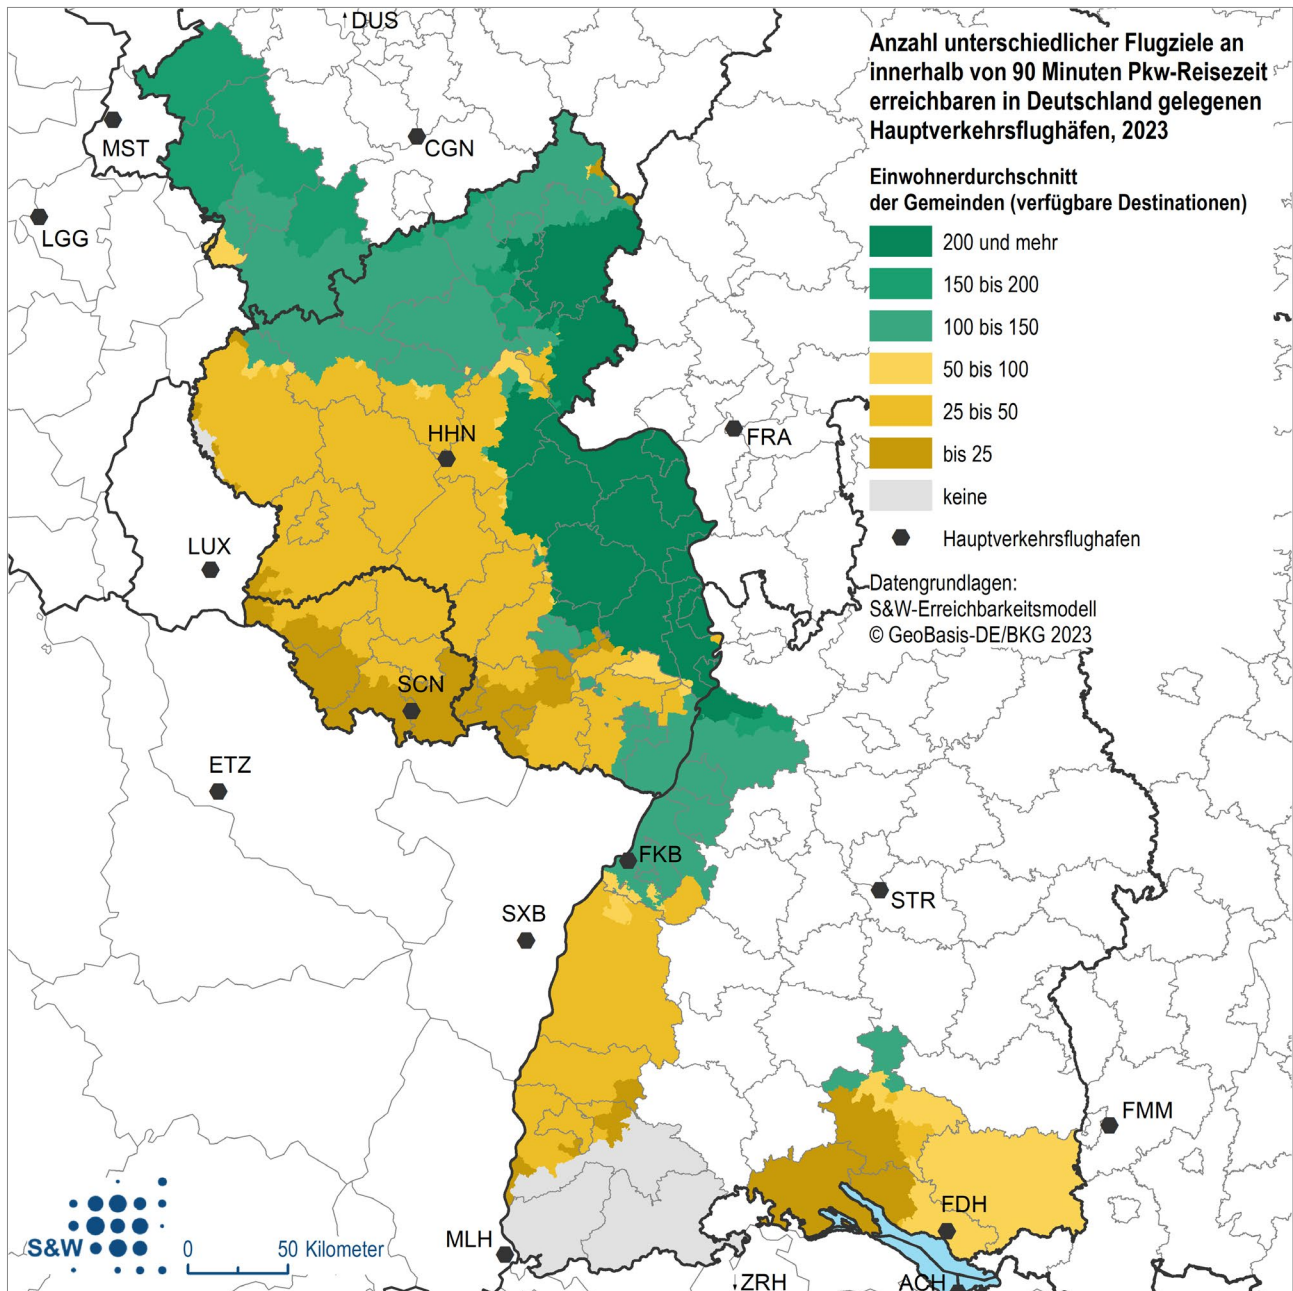 DUS
Anzahl unterschiedlicher Flugziele an
innerhalb von 90 Minuten Pkw-Reisezeit
erreichbaren in Deutschland gelegenen
Hauptverkehrsflughäfen, 2023
Einwohnerdurchschnitt
der Gemeinden (verfügbare Destinationen)
200 und mehr
150 bis 200
100 bis 150
50 bis 100
25 bis 50
bis 25
keine
Hauptverkehrsflughafen
Datengrundlagen:
S&W-Erreichbarkeitsmodell
© GeoBasis-DE/BKG 2023
MST
CGN
LGG
HHN
FRA
LUX
SCN
ETZ
FKB
STR
SXB
FMM
FDH
MLH
ZRH
ACH
S&W
0 50 Kilometer